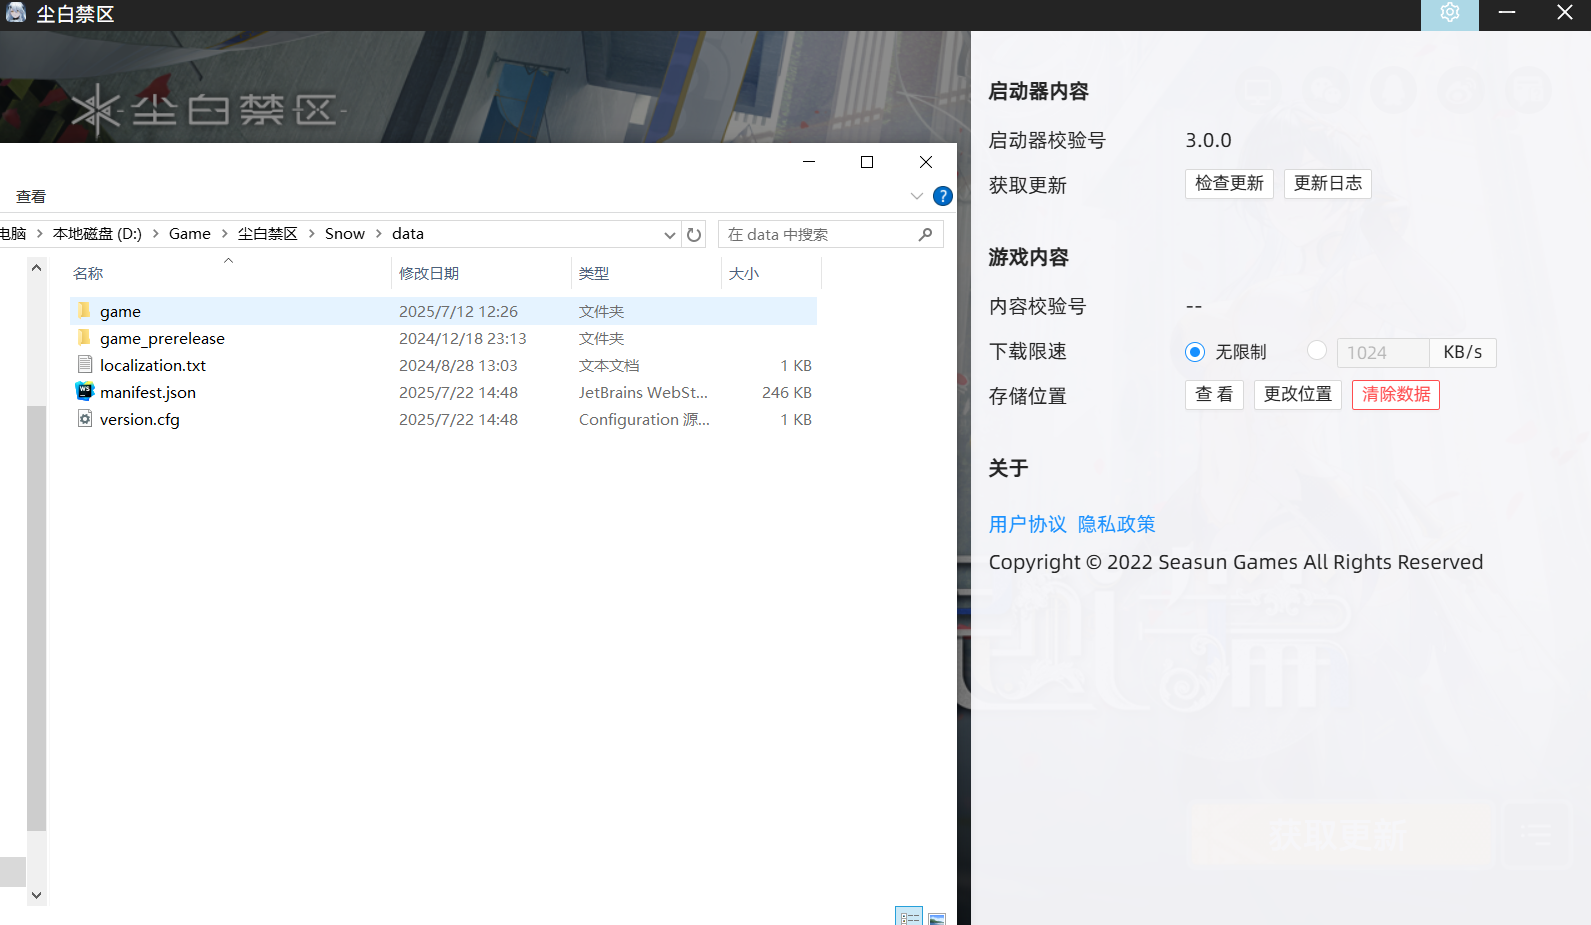 尘白禁区
尘白禁区
查看
电脑 > 本地磁盘 (D:) > Game > 尘白禁区 > Snow > data
在 data 中搜索
名称 修改日期 类型 大小
game 2025/7/12 12:26 文件夹
game_prerelease 2024/12/18 23:13 文件夹
localization.txt 2024/8/28 13:03 文本文档 1 KB
manifest.json 2025/7/22 14:48 JetBrains WebSt... 246 KB
version.cfg 2025/7/22 14:48 Configuration 源... 1 KB
启动器内容
启动器校验号 3.0.0
获取更新 检查更新 更新日志
游戏内容
内容校验号 --
下载限速 无限制 1024 KB/s
存储位置 查看 更改位置 清除数据
关于
用户协议 隐私政策
Copyright © 2022 Seasun Games All Rights Reserved
获取更新